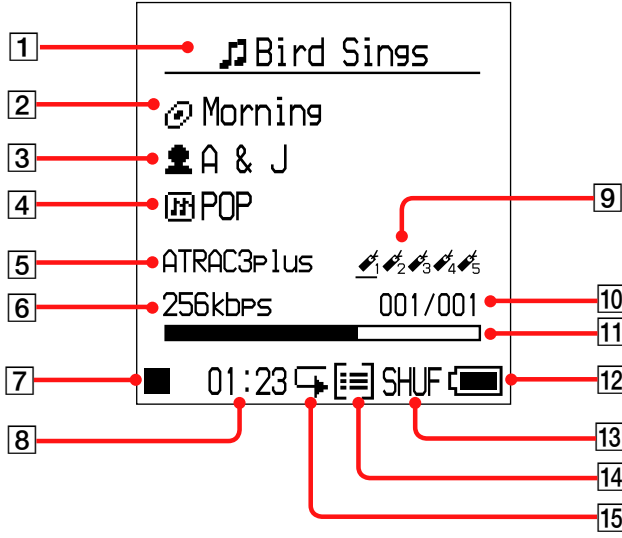 1 Bird Sings
2 Morning
3 A & J
4 POP
9
5 ATRAC3plus 1 2 3 4 5
6 256kbps 001/001 10
11
7 01:23 SHUF 12
8 13
14
15